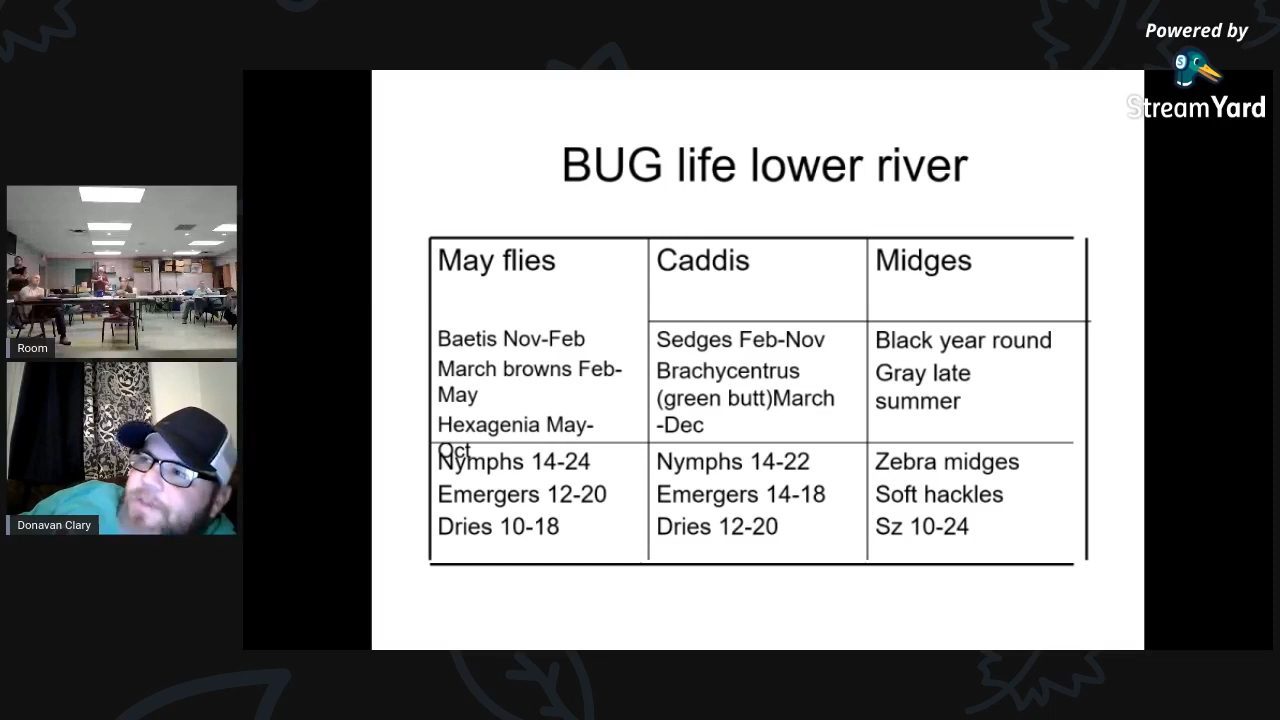 Powered by
StreamYard
BUG life lower river
May flies
Caddis
Midges
Baetis Nov-Feb
March browns Feb-
May
Hexagenia May-
Oct
Sedges Feb-Nov
Brachycentrus
(green butt)March
-Dec
Black year round
Gray late
summer
Nymphs 14-24
Emergers 12-20
Dries 10-18
Nymphs 14-22
Emergers 14-18
Dries 12-20
Zebra midges
Soft hackles
Sz 10-24
Room
Donavan Clary